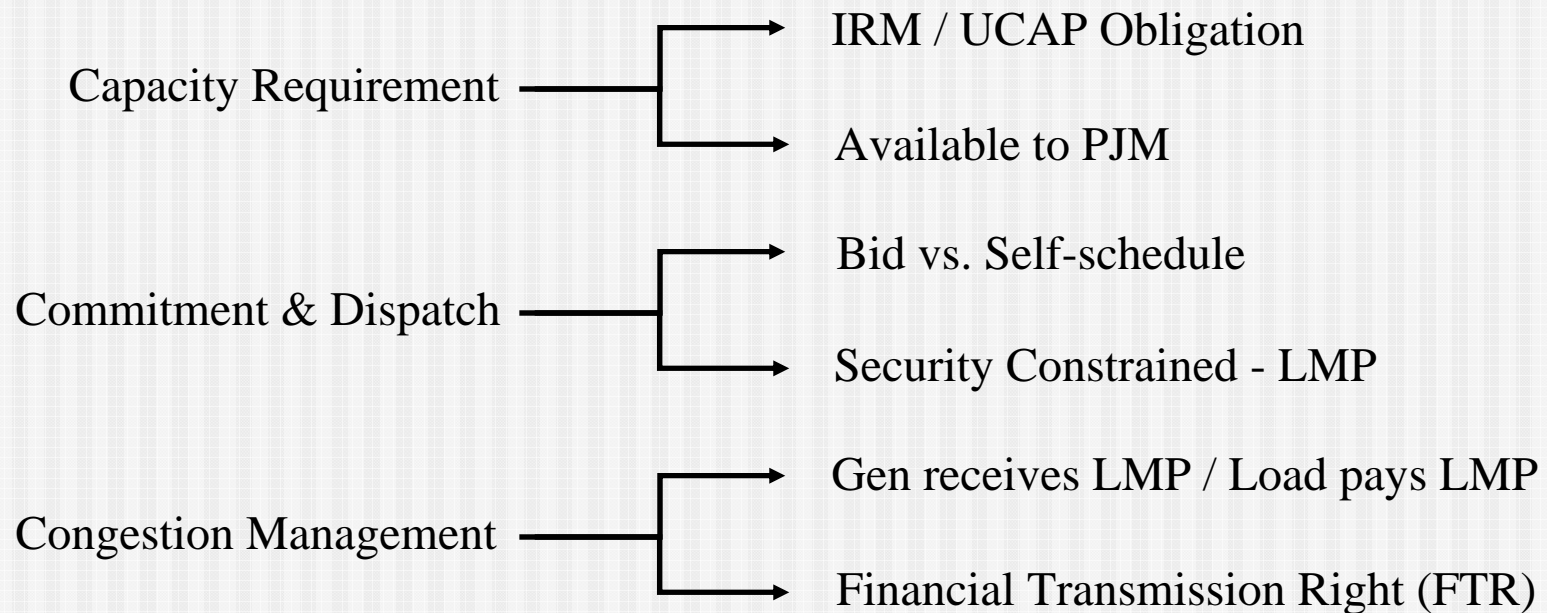 IRM / UCAP Obligation
Capacity Requirement
Available to PJM
Bid vs. Self-schedule
Commitment & Dispatch
Security Constrained - LMP
Gen receives LMP / Load pays LMP
Congestion Management
Financial Transmission Right (FTR)